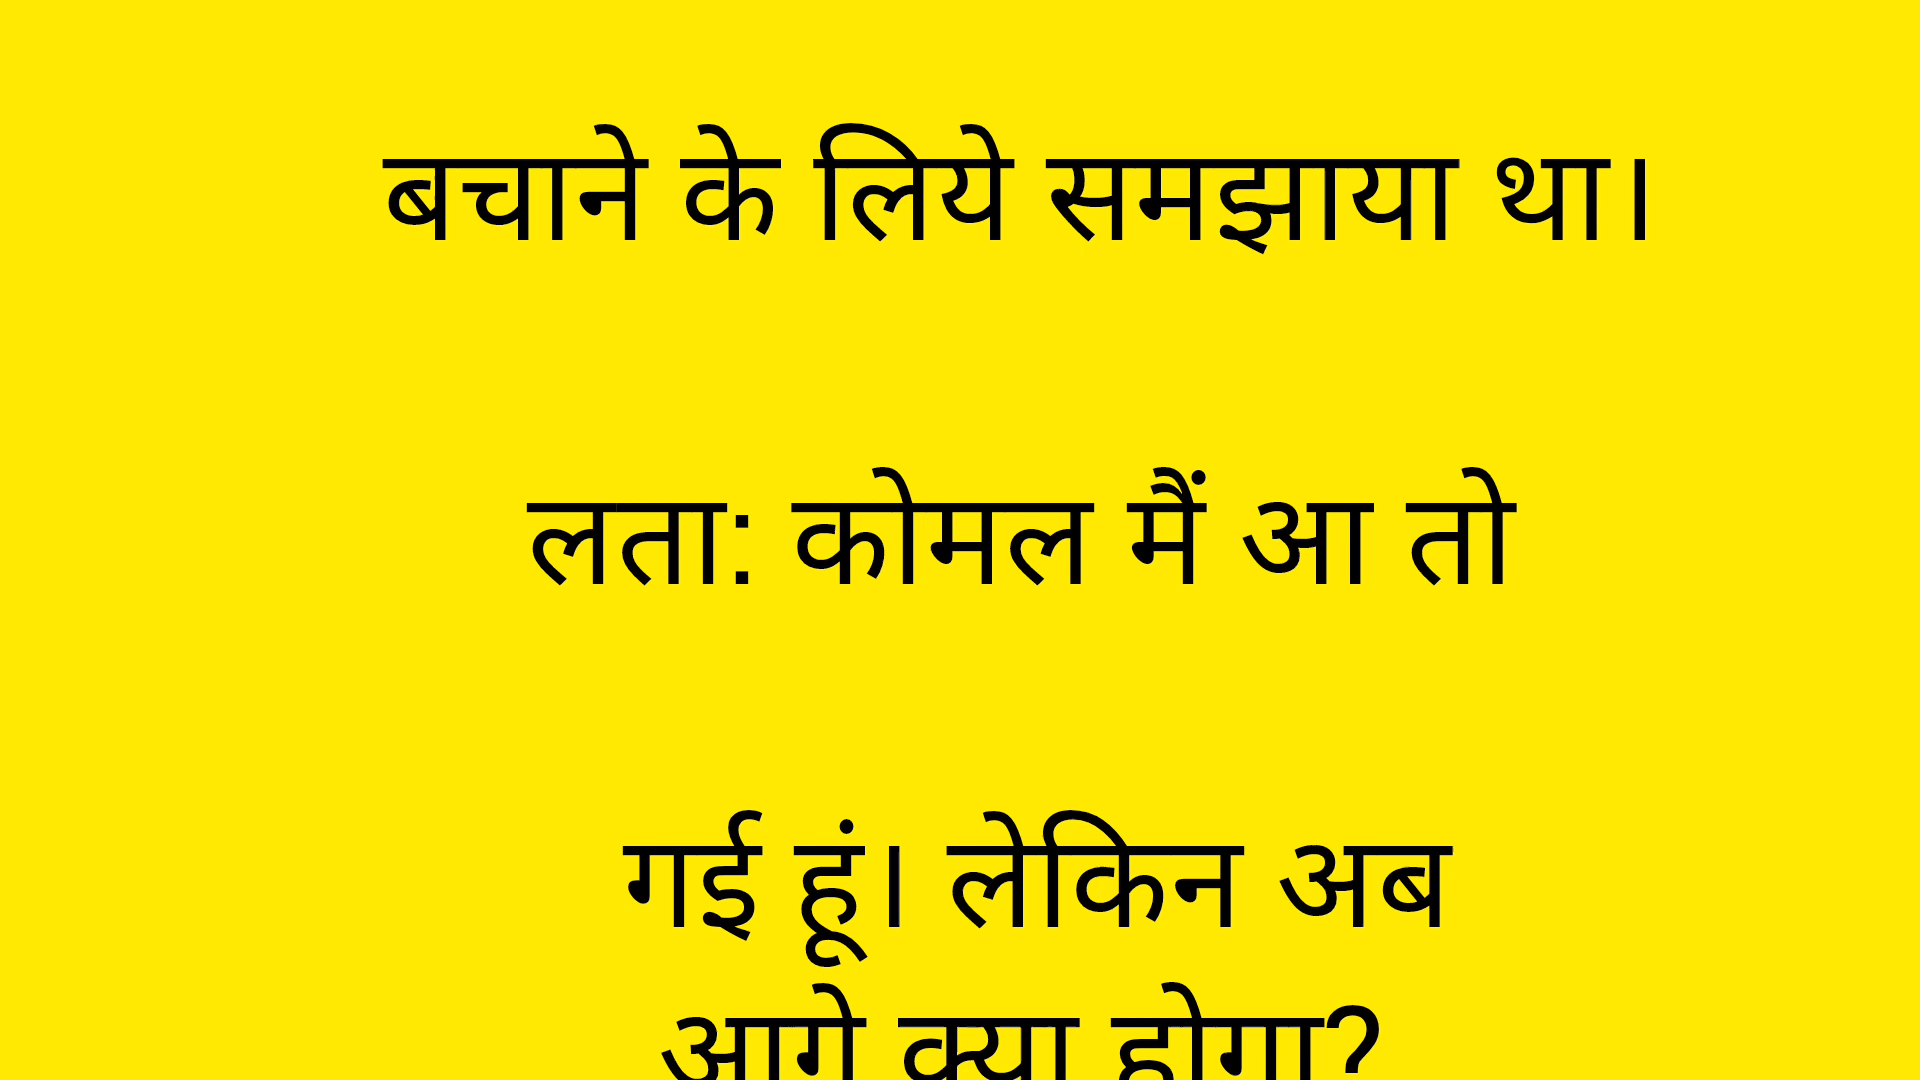 बचाने के लिये समझाया था।
लता: कोमल मैं आ तो
गई हूं। लेकिन अब
आगे क्या होगा?